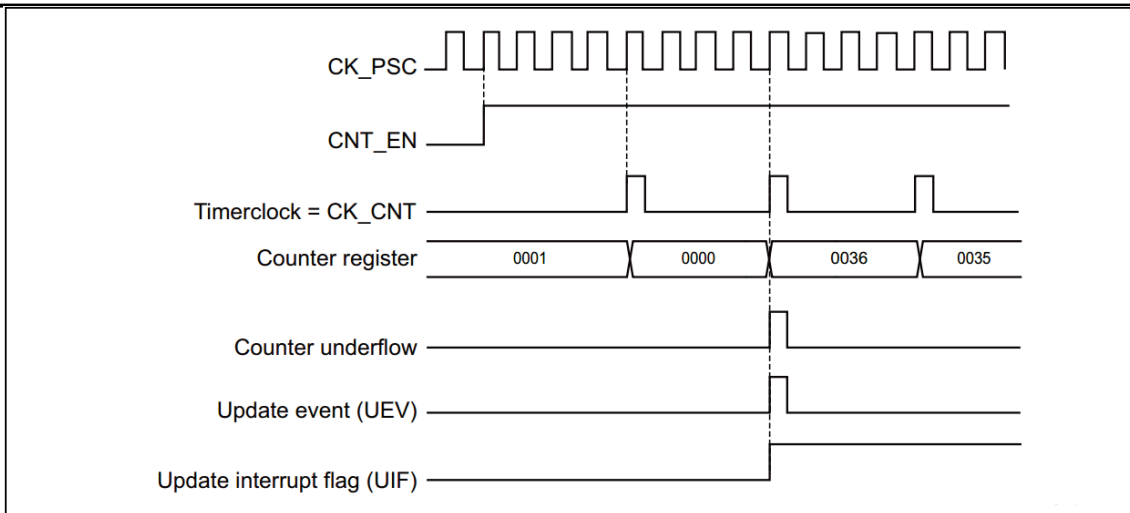 CK_PSC
CNT_EN
Timerclock = CK_CNT
Counter register 0001 0000 0036 0035
Counter underflow
Update event (UEV)
Update interrupt flag (UIF)